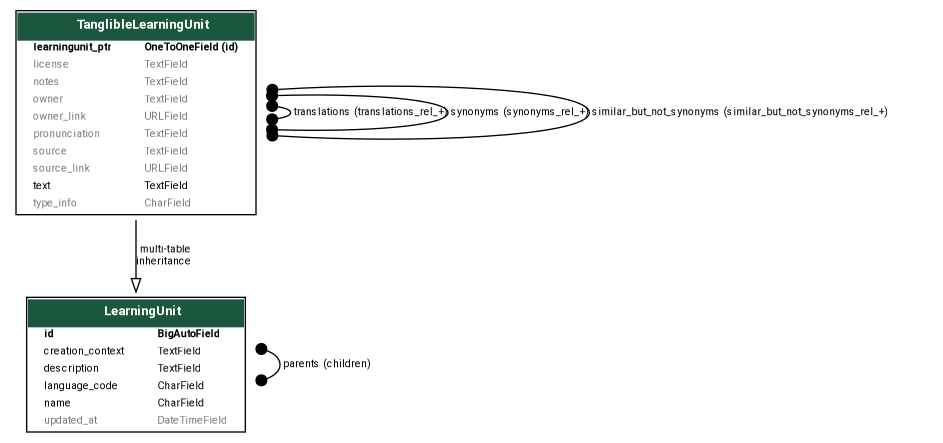 TanglibleLearningUnit
learningunit_ptr OneToOneField (id)
license TextField
notes TextField
owner TextField
owner_link URLField
pronunciation TextField
source TextField
source_link URLField
text TextField
type_info CharField
translations (translations_rel_+) synonyms (synonyms_rel_+) similar_but_not_synonyms (similar_but_not_synonyms_rel_+)
multi-table
inheritance
LearningUnit
id BigAutoField
creation_context TextField
description TextField
language_code CharField
name CharField
updated_at DateTimeField
parents (children)